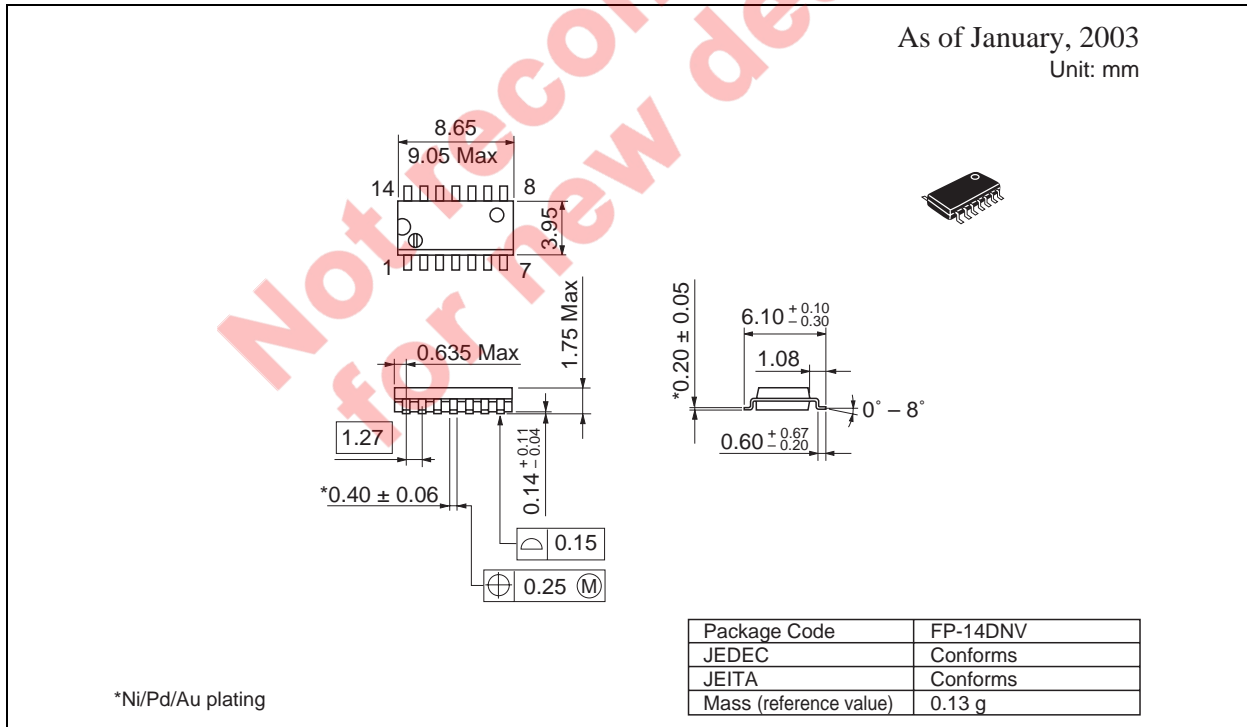 As of January, 2003
Unit: mm
8.65
9.05 Max
14
8
3.95
1
7
1.75 Max
0.635 Max
1.27
0.14 + 0.11 – 0.04
*0.40 ± 0.06
0.15
0.25 Ⓜ
*0.20 ± 0.05
6.10 + 0.10 – 0.30
1.08
0° – 8°
0.60 + 0.67 – 0.20
Package Code FP-14DNV
JEDEC Conforms
JEITA Conforms
Mass (reference value) 0.13 g
*Ni/Pd/Au plating
Not recom
for new de